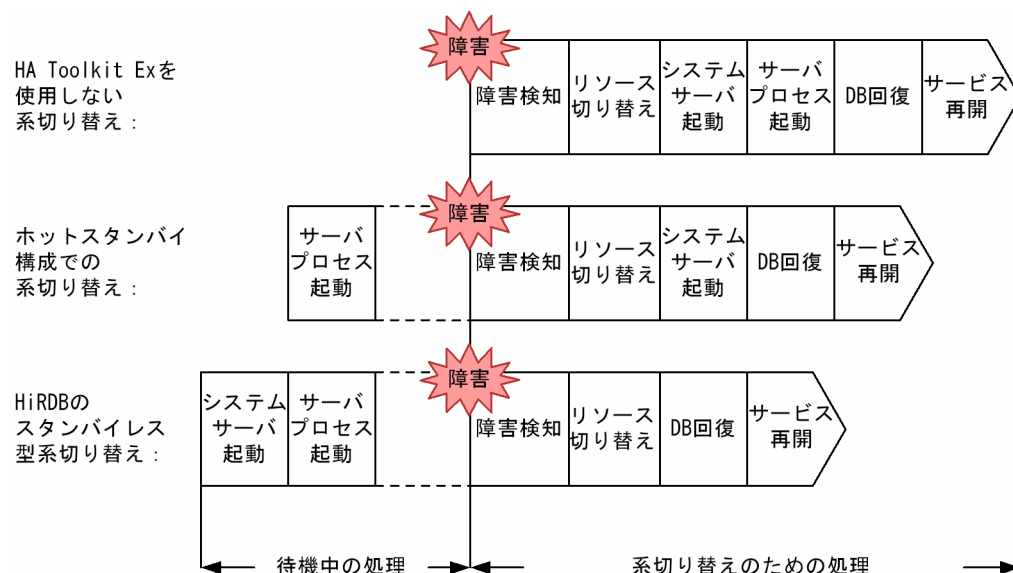 障害
HA Toolkit Exを
使用しない
系切り替え：
障害検知
リソース
切り替え
システム
サーバ
起動
サーバ
プロセス
起動
DB回復
サービス
再開
障害
ホットスタンバイ
構成での
系切り替え：
サーバ
プロセス
起動
障害検知
リソース
切り替え
システム
サーバ
起動
DB回復
サービス
再開
障害
HiRDBの
スタンバイレス
型系切り替え：
システム
サーバ
起動
サーバ
プロセス
起動
障害検知
リソース
切り替え
DB回復
サービス
再開
待機中の処理
系切り替えのための処理